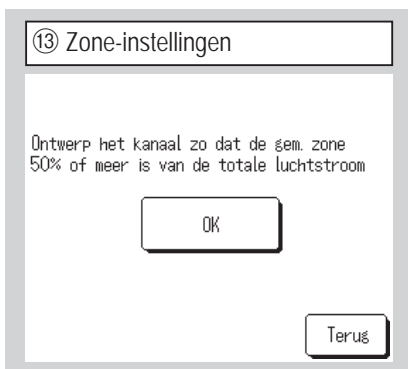 ⑬ Zone-instellingen
Ontwerp het kanaal zo dat de gem. zone
50% of meer is van de totale luchtstroom
OK
Terug